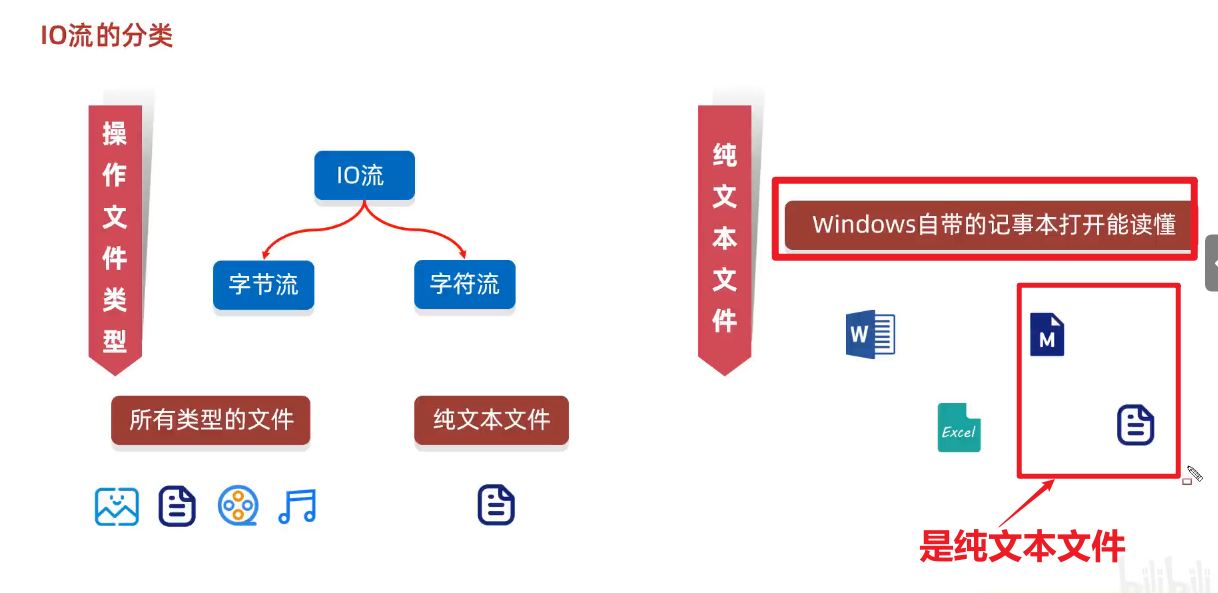 IO流的分类
操作文件类型
IO流
字节流
字符流
所有类型的文件
纯文本文件
纯文本文件
Windows自带的记事本打开能读懂
W
M
Excel
是纯文本文件
bilibili